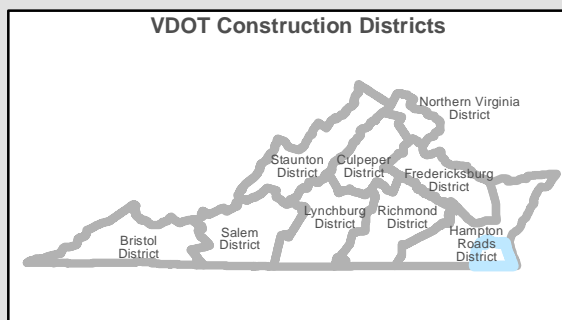 VDOT Construction Districts
Northern Virginia
District
Staunton
District
Culpeper
District
Fredericksburg
District
Lynchburg
District
Richmond
District
Salem
District
Bristol
District
Hampton
Roads
District